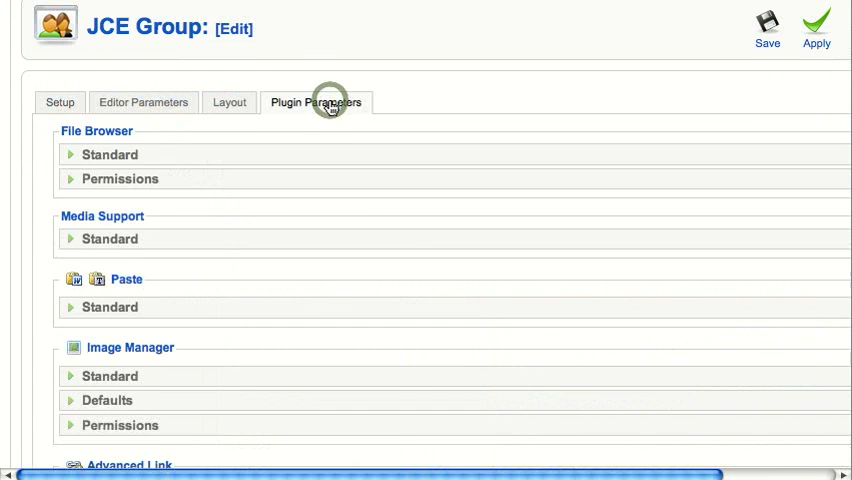 JCE Group: [Edit]
Save
Apply
Setup
Editor Parameters
Layout
Plugin Parameters
File Browser
Standard
Permissions
Media Support
Standard
Paste
Standard
Image Manager
Standard
Defaults
Permissions
Advanced Link